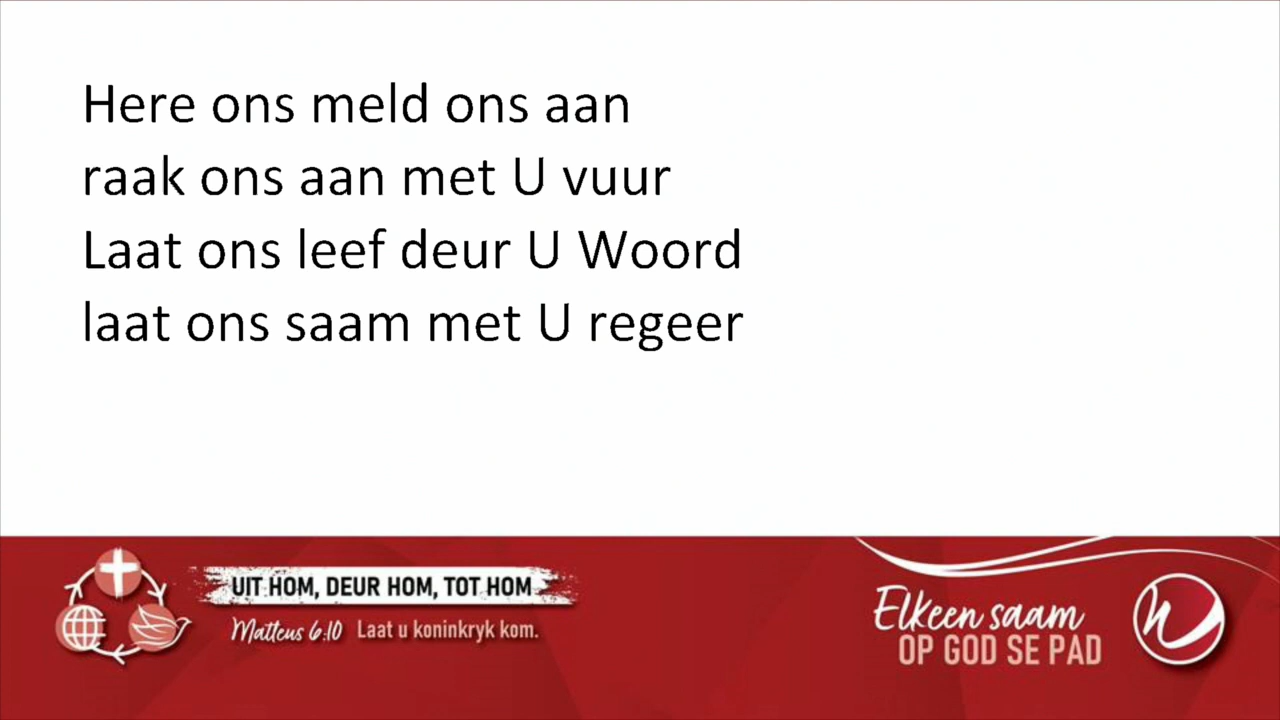 Here ons meld ons aan
raak ons aan met U vuur
Laat ons leef deur U Woord
laat ons saam met U regeer
UIT HOM, DEUR HOM, TOT HOM
Matteus 6:10 Laat u koninkryk kom.
Elkeen saam
OP GOD SE PAD